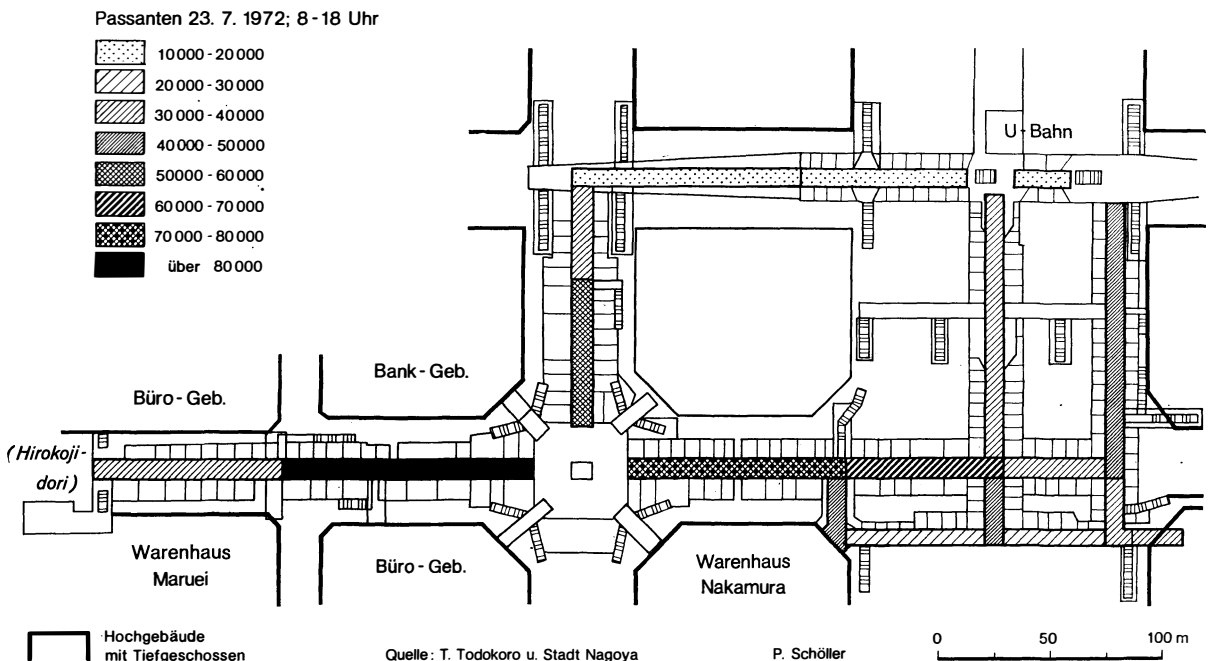 Passanten 23. 7. 1972; 8-18 Uhr
10000 - 20000
20000 - 30000
30000 - 40000
40000 - 50000
50000 - 60000
60000 - 70000
70000 - 80000
über 80000
U-Bahn
Bank-Geb.
Büro-Geb.
(Hirokoji-
dori)
Warenhaus
Maruei
Büro-Geb.
Warenhaus
Nakamura
Hochgebäude
mit Tiefgeschossen
Quelle: T. Todokoro u. Stadt Nagoya
P. Schöller
0 50 100 m